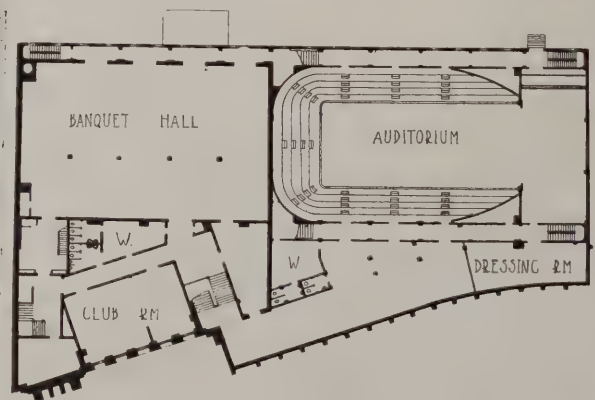 BANQUET HALL
AUDITORIUM
W.
W
DRESSING RM
CLUB RM